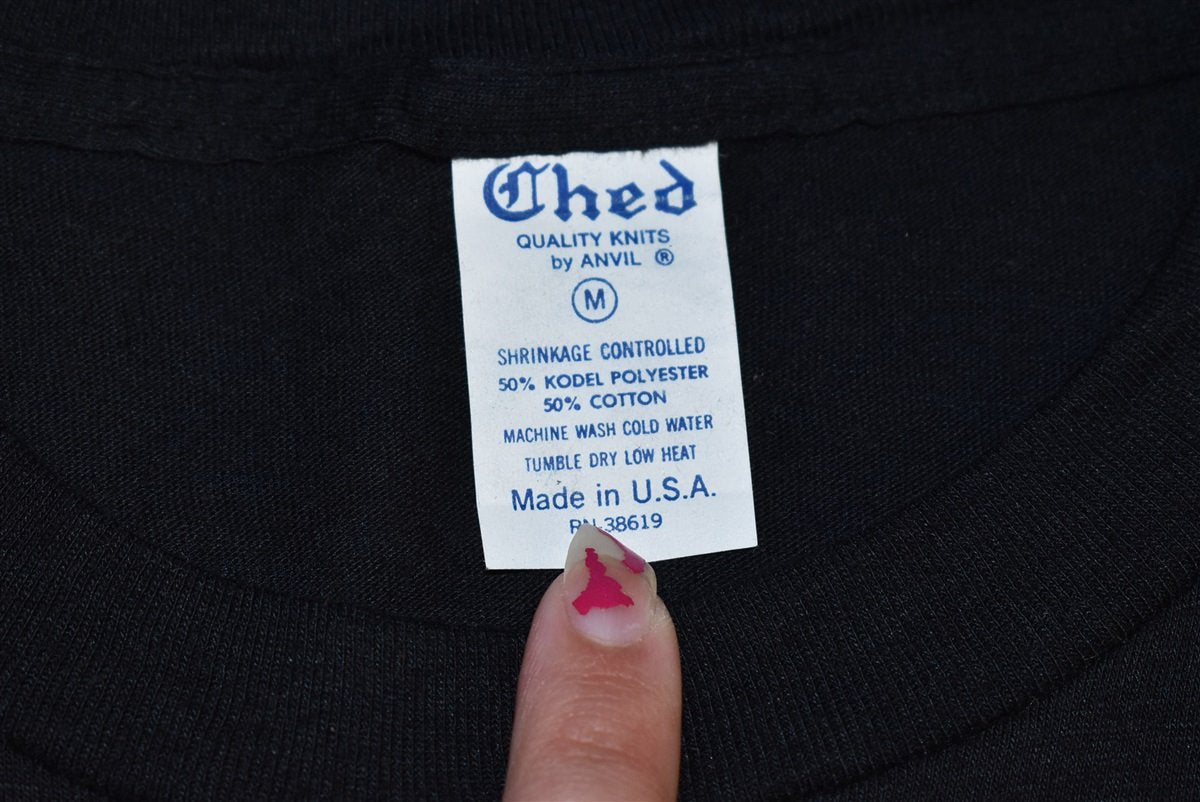 Ched
QUALITY KNITS
by ANVIL ®
M
SHRINKAGE CONTROLLED
50% KODEL POLYESTER
50% COTTON
MACHINE WASH COLD WATER
TUMBLE DRY LOW HEAT
Made in U.S.A.
RN-38619